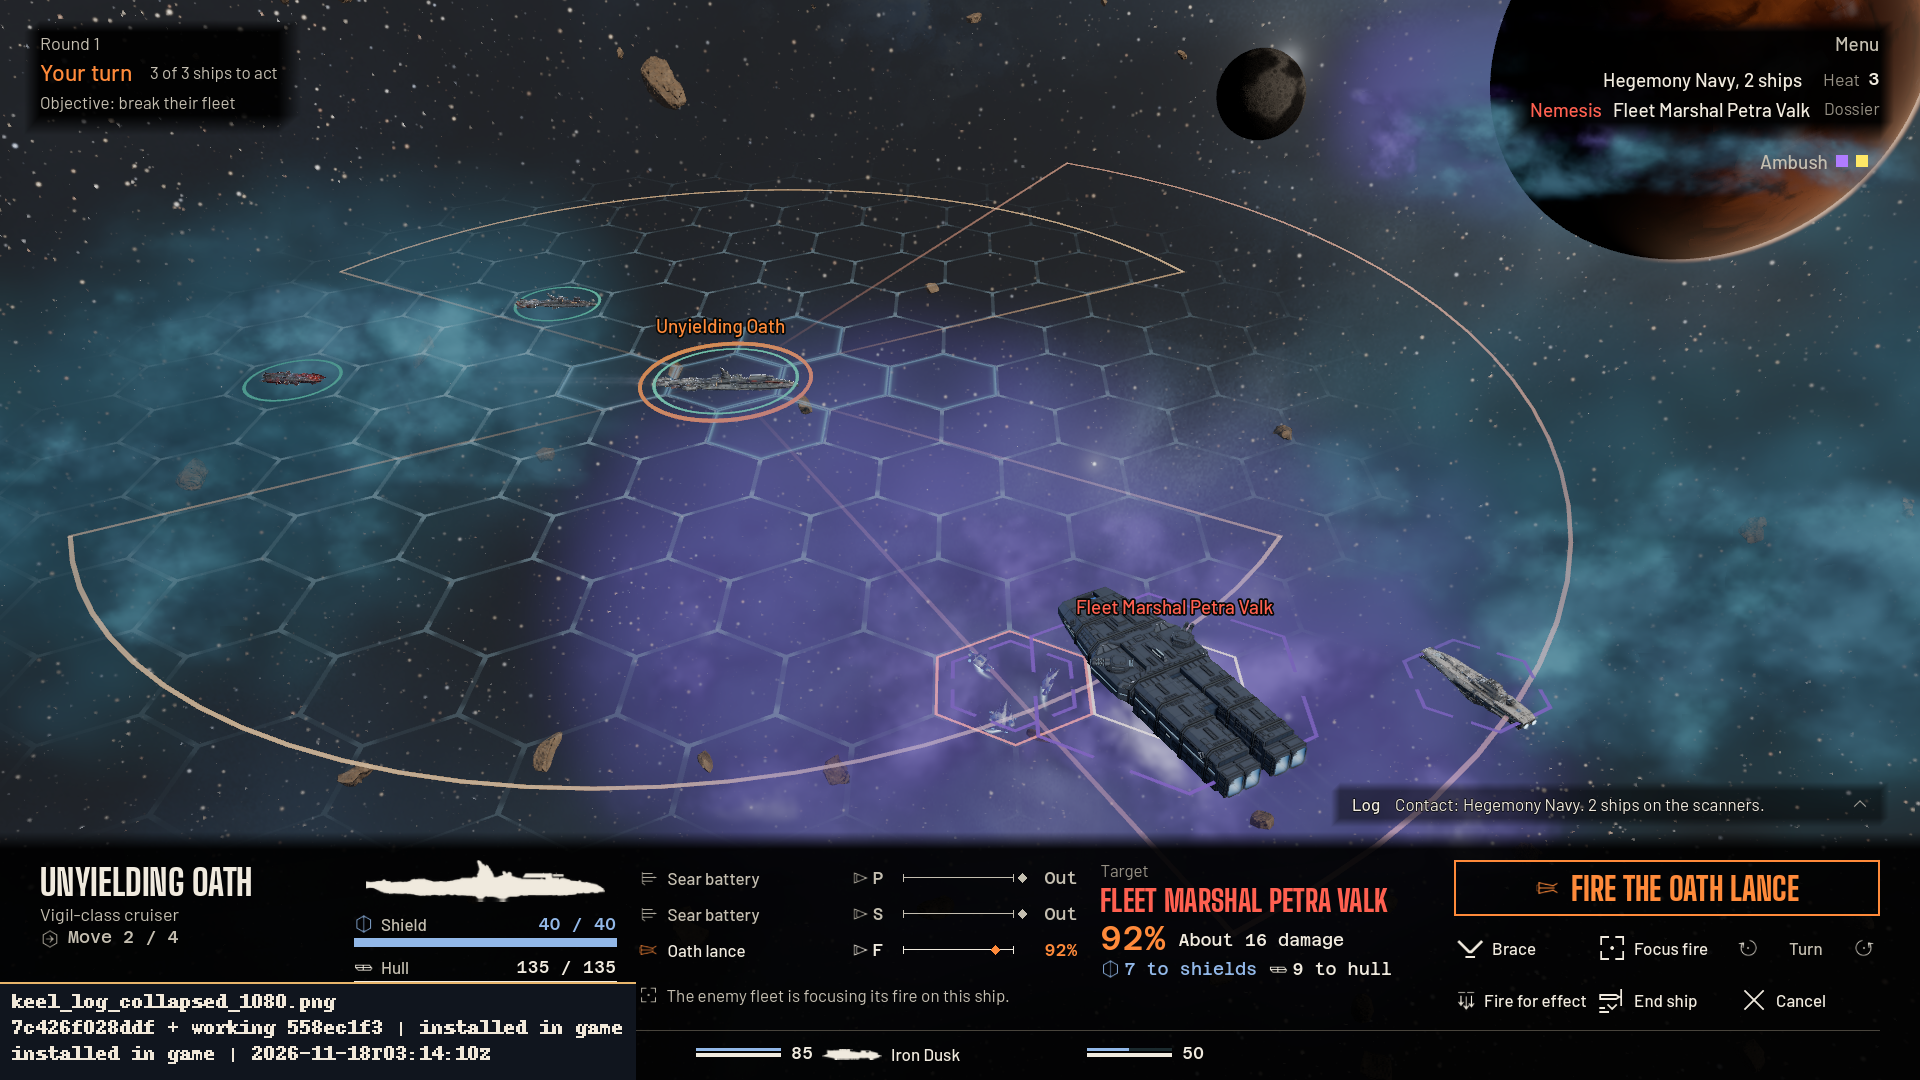 Round 1
Your turn 3 of 3 ships to act
Objective: break their fleet
Menu
Hegemony Navy, 2 ships Heat 3
Nemesis Fleet Marshal Petra Valk Dossier
Ambush
Unyielding Oath
Fleet Marshal Petra Valk
Log Contact: Hegemony Navy. 2 ships on the scanners.
UNYIELDING OATH
Vigil-class cruiser
Move 2 / 4
Shield 40 / 40
Hull 135 / 135
Sear battery P Out
Sear battery S Out
Oath lance F 92%
The enemy fleet is focusing its fire on this ship.
Target
FLEET MARSHAL PETRA VALK
92% About 16 damage
7 to shields 9 to hull
FIRE THE OATH LANCE
Brace Focus fire Turn
Fire for effect End ship Cancel
85 Iron Dusk 50
keel_log_collapsed_1080.png
7c426f028ddf + working 558ec1f3 | installed in game
installed in game | 2026-11-18T03:14:10Z